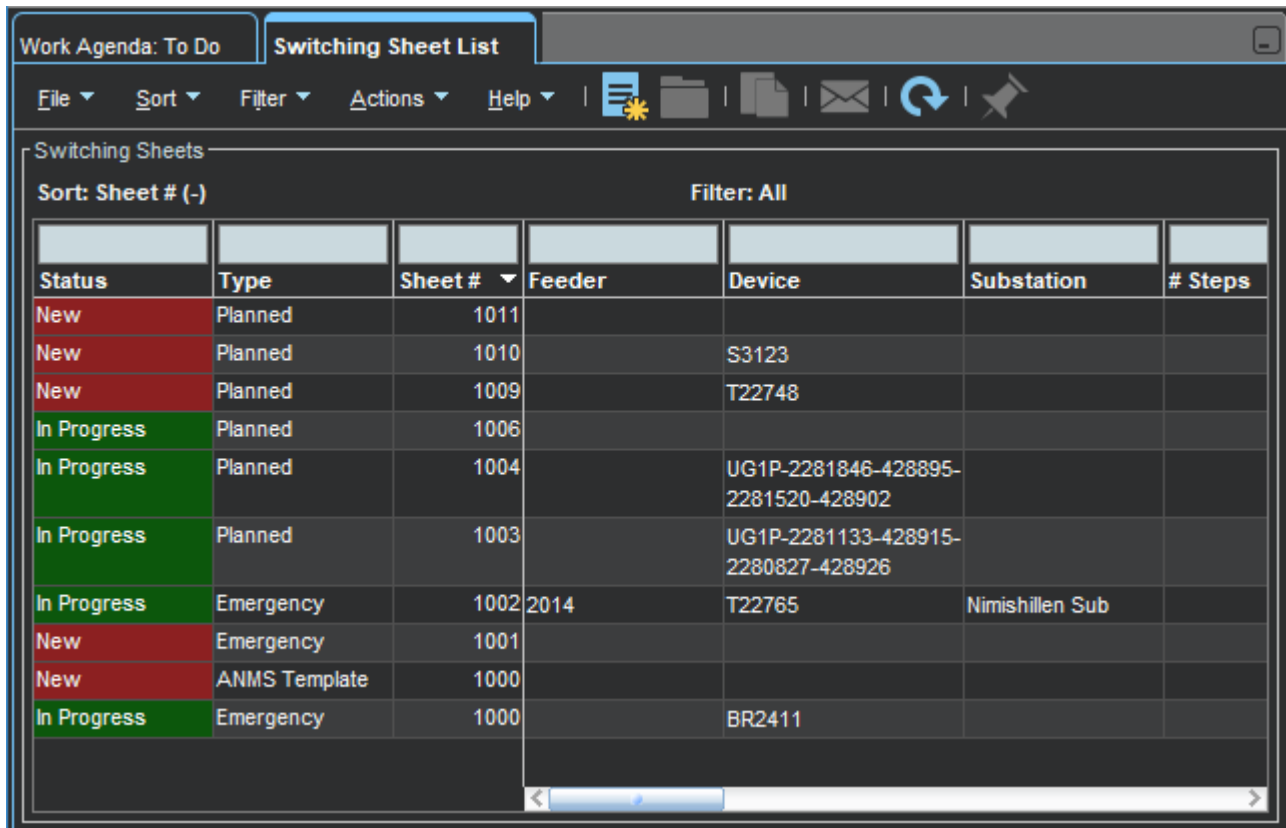 Work Agenda: To Do Switching Sheet List
File Sort Filter Actions Help
Switching Sheets
Sort: Sheet # (-) Filter: All
Status Type Sheet # Feeder Device Substation # Steps
New Planned 1011
New Planned 1010 S3123
New Planned 1009 T22748
In Progress Planned 1006
In Progress Planned 1004 UG1P-2281846-428895-
2281520-428902
In Progress Planned 1003 UG1P-2281133-428915-
2280827-428926
In Progress Emergency 1002 2014 T22765 Nimishillen Sub
New Emergency 1001
New ANMS Template 1000
In Progress Emergency 1000 BR2411